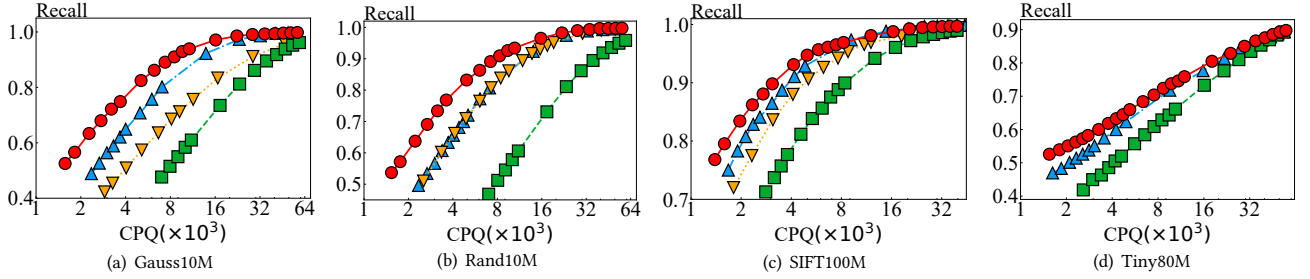 Recall
1.0
0.8
0.6
0.4
1 2 4 8 16 32 64
CPQ(×10³)
(a) Gauss10M
Recall
1.0
0.9
0.8
0.7
0.6
0.5
1 2 4 8 16 32 64
CPQ(×10³)
(b) Rand10M
Recall
1.0
0.9
0.8
0.7
1 2 4 8 16 32
CPQ(×10³)
(c) SIFT100M
Recall
0.9
0.8
0.7
0.6
0.5
0.4
1 2 4 8 16 32
CPQ(×10³)
(d) Tiny80M